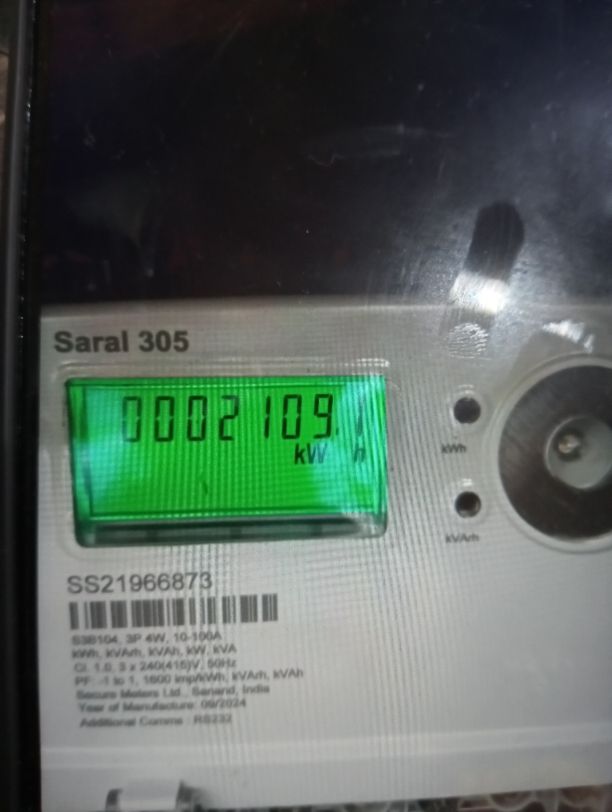 Saral 305
0002109.1
kW h
kWh
kVArh
SS21966873
S3B104, 3P 4W, 10-100A
kWh, kVArh, kVAh, kW, kVA
Cl. 1.0, 3 x 240(415)V, 50Hz
PF: -1 to 1, 1600 imp/kWh, kVArh, kVAh
Secure Meters Ltd., Sanand, India
Year of Manufacture: 09/2024
Additional Comms : RS232